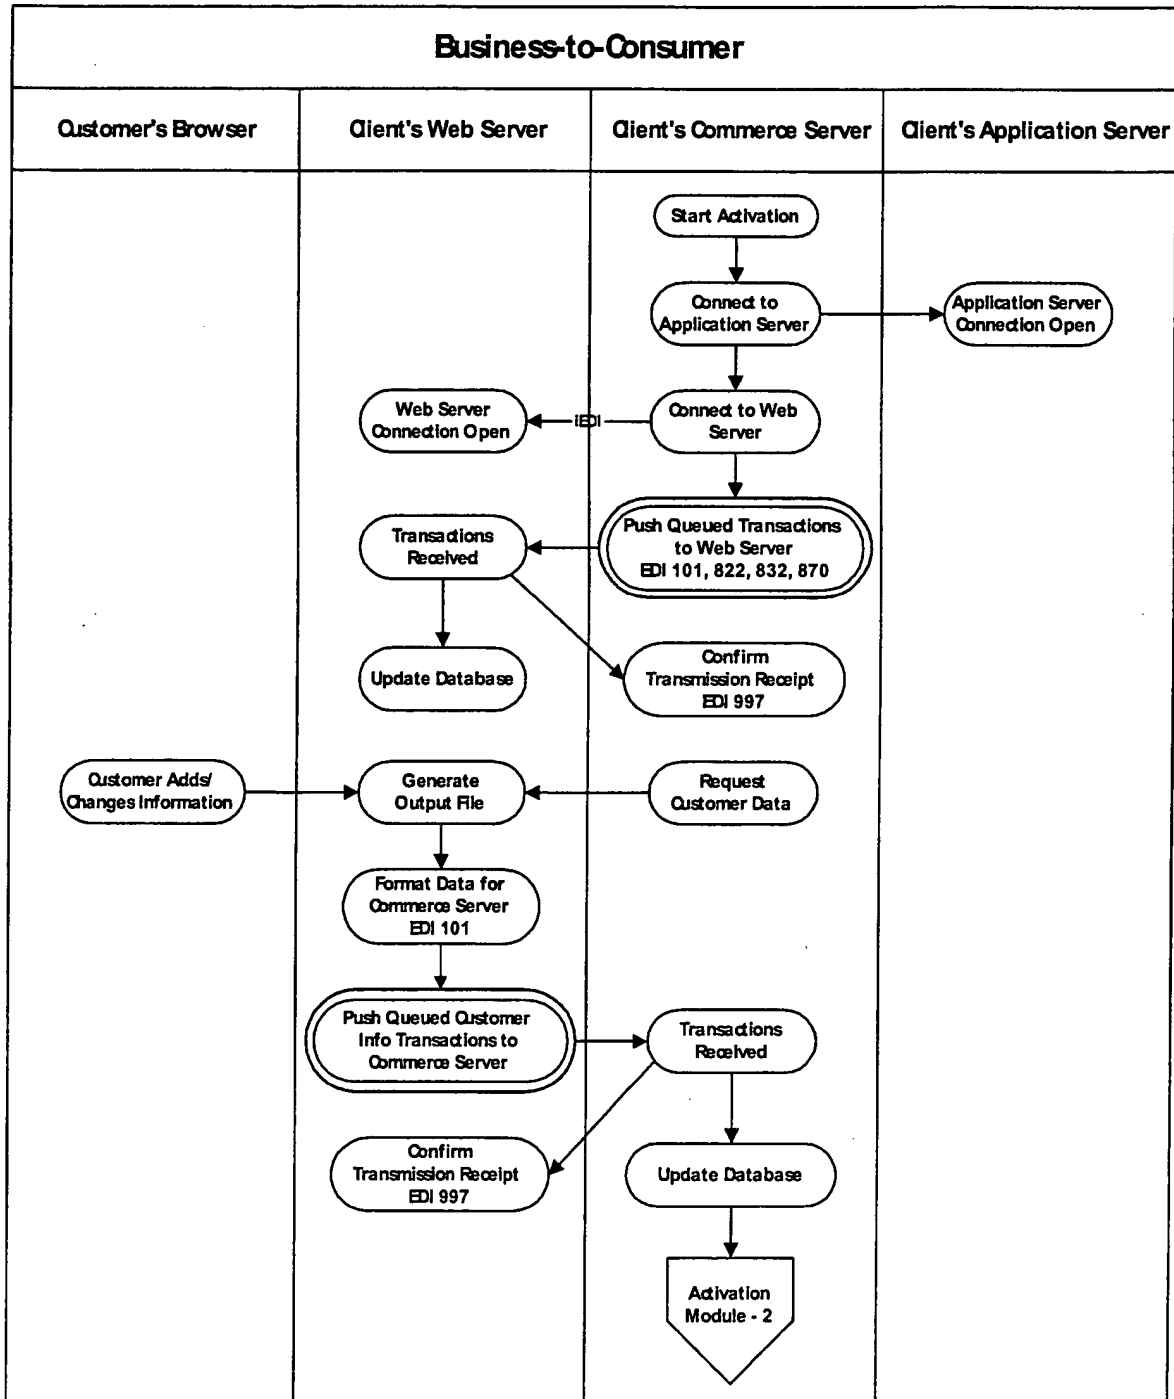 Business-to-Consumer
Customer's Browser
Client's Web Server
Client's Commerce Server
Client's Application Server
Start Activation
Connect to
Application Server
Application Server
Connection Open
Web Server
Connection Open
iEDI
Connect to Web
Server
Transactions
Received
Push Queued Transactions
to Web Server
EDI 101, 822, 832, 870
Update Database
Confirm
Transmission Receipt
EDI 997
Customer Adds/
Changes Information
Generate
Output File
Request
Customer Data
Format Data for
Commerce Server
EDI 101
Push Queued Customer
Info Transactions to
Commerce Server
Transactions
Received
Confirm
Transmission Receipt
EDI 997
Update Database
Activation
Module - 2